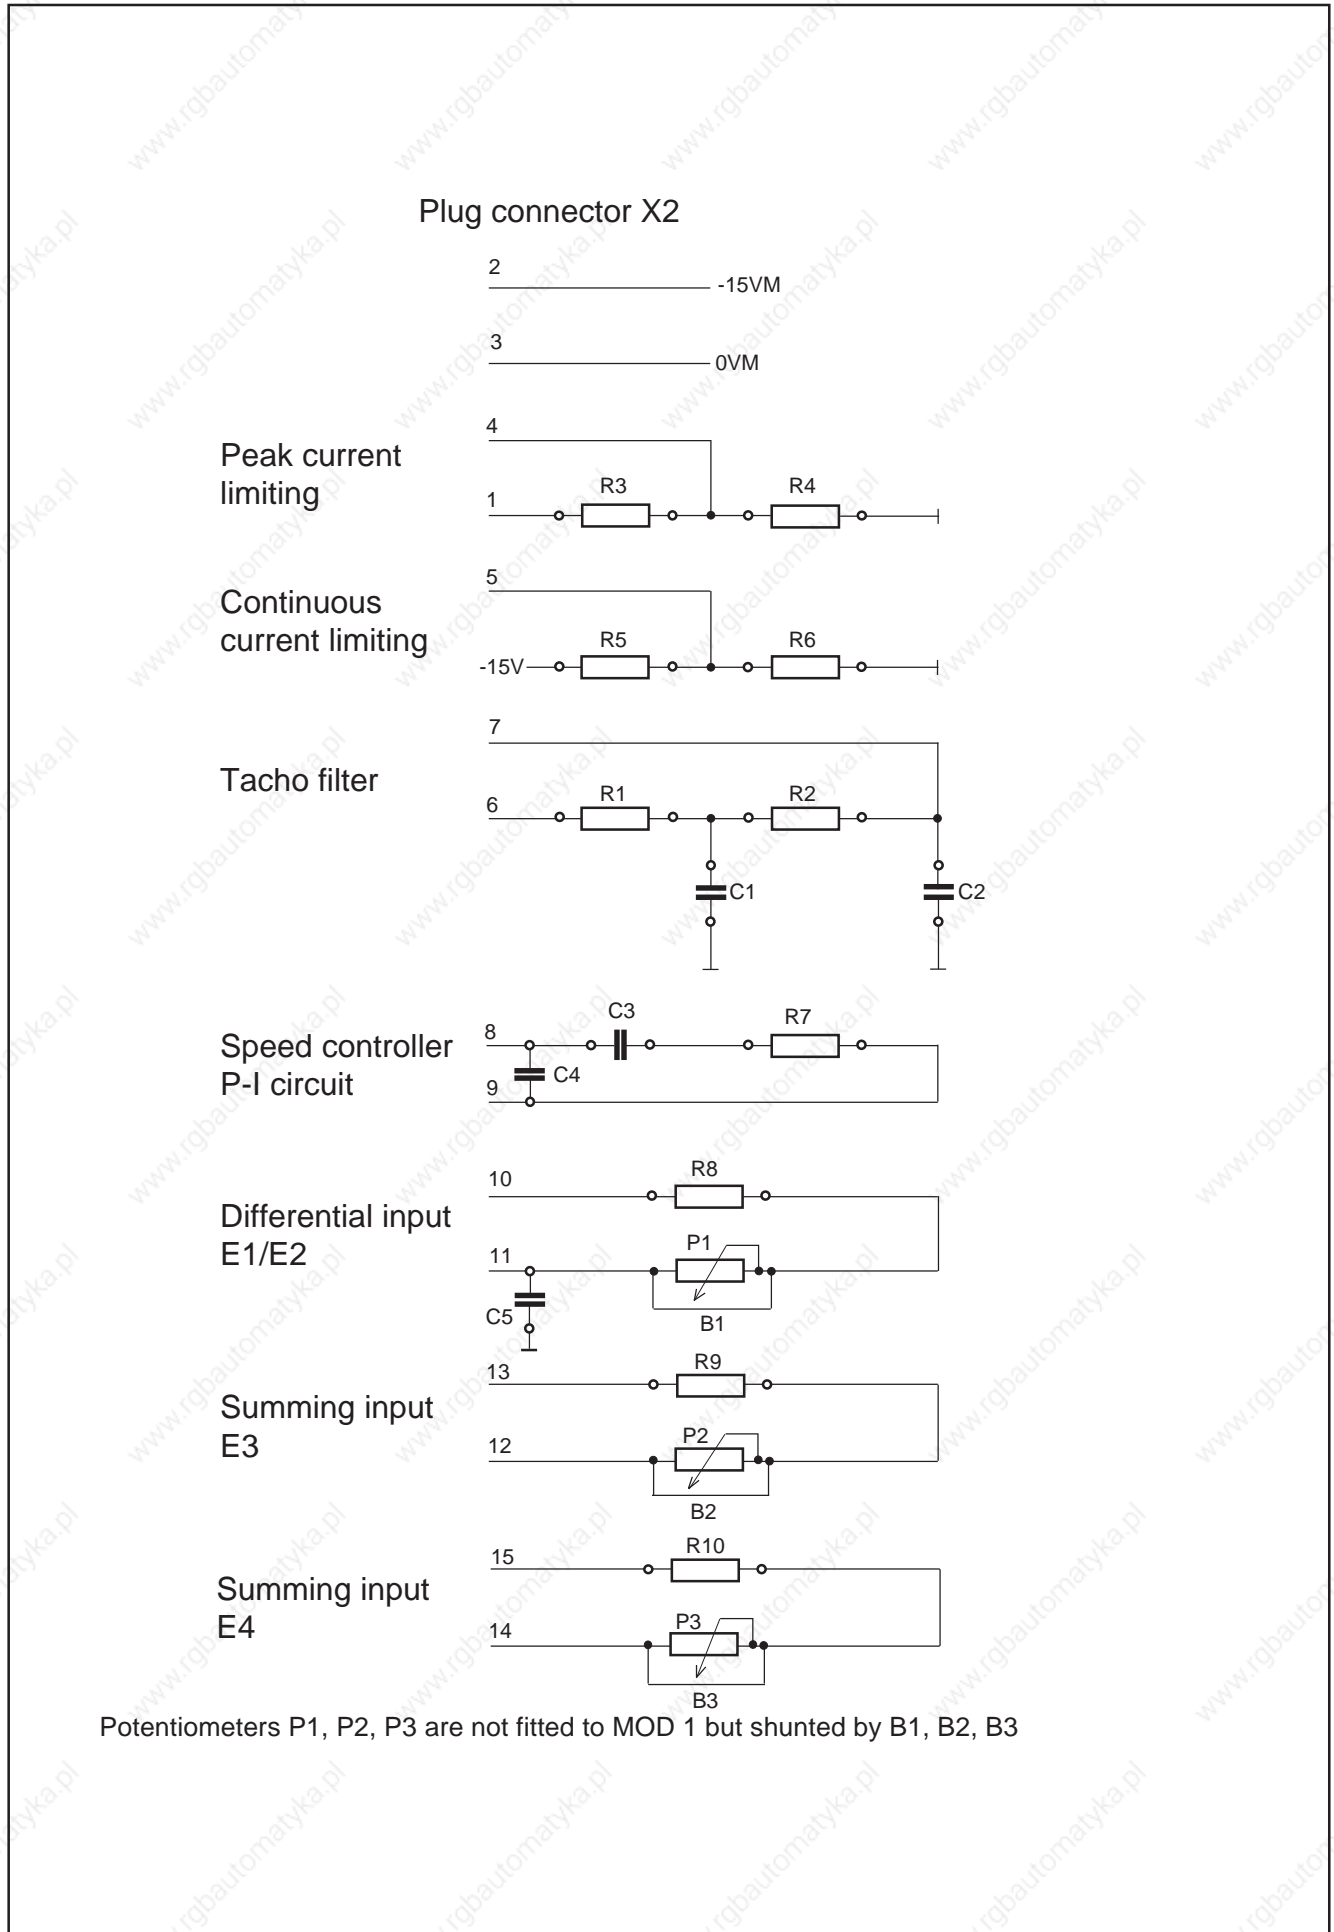 Plug connector X2
2
-15VM
3
0VM
4
Peak current
limiting
1
R3
R4
5
Continuous
current limiting
-15V
R5
R6
7
Tacho filter
6
R1
R2
C1
C2
Speed controller
P-I circuit
8
C3
R7
C4
9
Differential input
E1/E2
10
R8
11
P1
C5
B1
13
R9
Summing input
E3
12
P2
B2
15
R10
Summing input
E4
14
P3
B3
Potentiometers P1, P2, P3 are not fitted to MOD 1 but shunted by B1, B2, B3
www.rgbautomatyka.pl